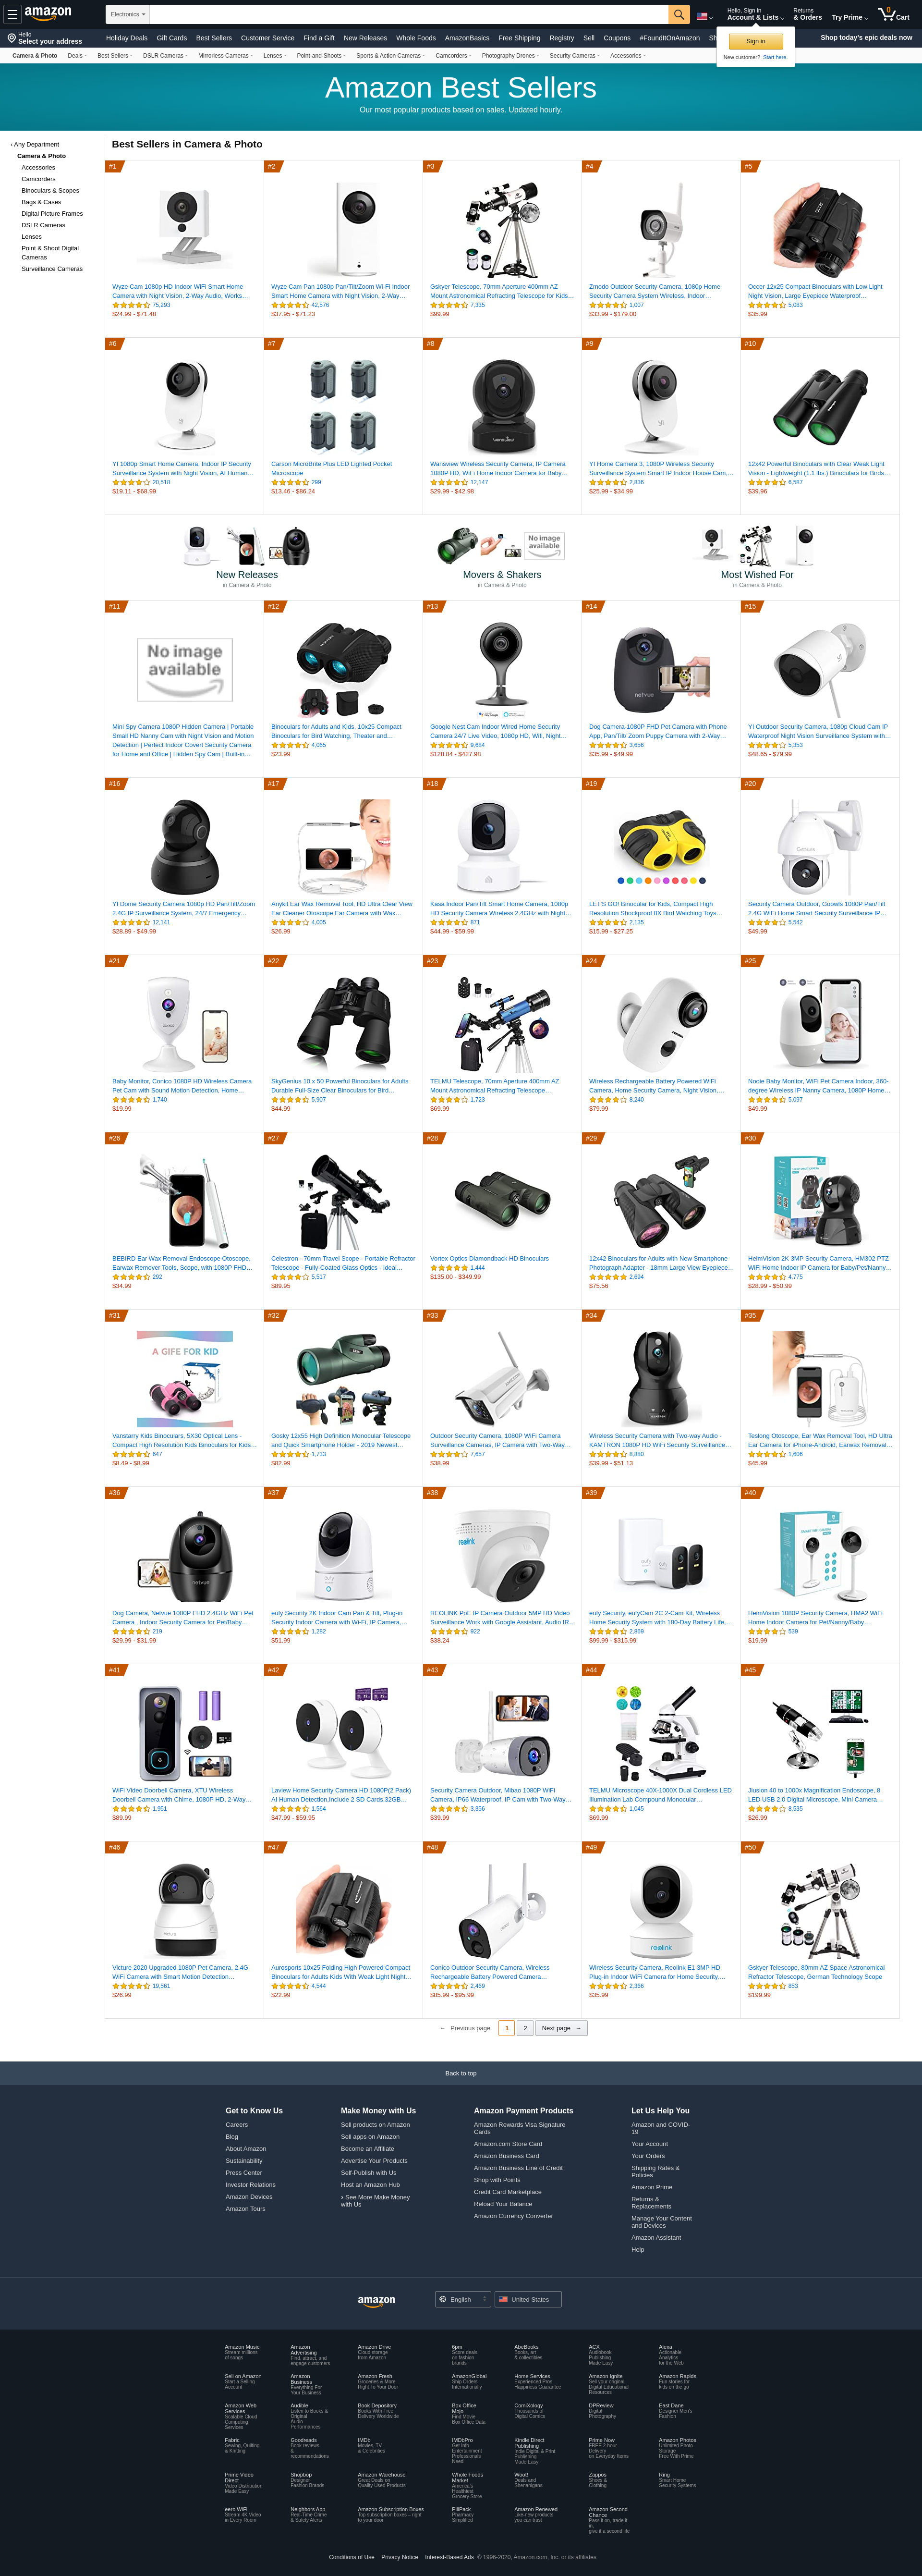 amazon
Electronics
Hello, Sign in
Account & Lists
Returns
& Orders
Try Prime
0
Cart
Hello
Select your address
Holiday Deals Gift Cards Best Sellers Customer Service Find a Gift New Releases Whole Foods AmazonBasics Free Shipping Registry Sell Coupons #FoundItOnAmazon
Shop today's epic deals now
Sign in
New customer? Start here.
Camera & Photo Deals Best Sellers DSLR Cameras Mirrorless Cameras Lenses Point-and-Shoots Sports & Action Cameras Camcorders Photography Drones Security Cameras Accessories
Amazon Best Sellers
Our most popular products based on sales. Updated hourly.
‹ Any Department
Camera & Photo
Accessories
Camcorders
Binoculars & Scopes
Bags & Cases
Digital Picture Frames
DSLR Cameras
Lenses
Point & Shoot Digital
Cameras
Surveillance Cameras
Best Sellers in Camera & Photo
#1
Wyze Cam 1080p HD Indoor WiFi Smart Home
Camera with Night Vision, 2-Way Audio, Works…
75,293
$24.99 - $71.48
#2
Wyze Cam Pan 1080p Pan/Tilt/Zoom Wi-Fi Indoor
Smart Home Camera with Night Vision, 2-Way…
42,576
$37.95 - $71.23
#3
Gskyer Telescope, 70mm Aperture 400mm AZ
Mount Astronomical Refracting Telescope for Kids…
7,335
$99.99
#4
Zmodo Outdoor Security Camera, 1080p Home
Security Camera System Wireless, Indoor…
1,007
$33.99 - $179.00
#5
Occer 12x25 Compact Binoculars with Low Light
Night Vision, Large Eyepiece Waterproof…
5,083
$35.99
#6
YI 1080p Smart Home Camera, Indoor IP Security
Surveillance System with Night Vision, AI Human…
20,518
$19.11 - $68.99
#7
Carson MicroBrite Plus LED Lighted Pocket
Microscope
299
$13.46 - $86.24
#8
Wansview Wireless Security Camera, IP Camera
1080P HD, WiFi Home Indoor Camera for Baby…
12,147
$29.99 - $42.98
#9
YI Home Camera 3, 1080P Wireless Security
Surveillance System Smart IP Indoor House Cam,…
2,836
$25.99 - $34.99
#10
12x42 Powerful Binoculars with Clear Weak Light
Vision - Lightweight (1.1 lbs.) Binoculars for Birds…
6,587
$39.96
No image
available
New Releases
in Camera & Photo
Movers & Shakers
in Camera & Photo
Most Wished For
in Camera & Photo
#11
No image
available
Mini Spy Camera 1080P Hidden Camera | Portable
Small HD Nanny Cam with Night Vision and Motion
Detection | Perfect Indoor Covert Security Camera
for Home and Office | Hidden Spy Cam | Built-in…
#12
Binoculars for Adults and Kids, 10x25 Compact
Binoculars for Bird Watching, Theater and…
4,065
$23.99
#13
Google Nest Cam Indoor Wired Home Security
Camera 24/7 Live Video, 1080p HD, Wifi, Night…
9,684
$128.84 - $427.98
#14
netvue
Dog Camera-1080P FHD Pet Camera with Phone
App, Pan/Tilt/ Zoom Puppy Camera with 2-Way…
3,656
$35.99 - $49.99
#15
YI Outdoor Security Camera, 1080p Cloud Cam IP
Waterproof Night Vision Surveillance System with…
5,353
$48.65 - $79.99
#16
YI Dome Security Camera 1080p HD Pan/Tilt/Zoom
2.4G IP Surveillance System, 24/7 Emergency…
12,141
$28.89 - $49.99
#17
Anykit Ear Wax Removal Tool, HD Ultra Clear View
Ear Cleaner Otoscope Ear Camera with Wax…
4,005
$26.99
#18
Kasa Indoor Pan/Tilt Smart Home Camera, 1080p
HD Security Camera Wireless 2.4GHz with Night…
871
$44.99 - $59.99
#19
LET'S GO! Binocular for Kids, Compact High
Resolution Shockproof 8X Bird Watching Toys…
2,135
$15.99 - $27.25
#20
Security Camera Outdoor, Goowls 1080P Pan/Tilt
2.4G WiFi Home Smart Security Surveillance IP…
5,542
$49.99
#21
Baby Monitor, Conico 1080P HD Wireless Camera
Pet Cam with Sound Motion Detection, Home…
1,740
$19.99
#22
SkyGenius 10 x 50 Powerful Binoculars for Adults
Durable Full-Size Clear Binoculars for Bird…
5,907
$44.99
#23
TELMU Telescope, 70mm Aperture 400mm AZ
Mount Astronomical Refracting Telescope…
1,723
$69.99
#24
Wireless Rechargeable Battery Powered WiFi
Camera, Home Security Camera, Night Vision,…
8,240
$79.99
#25
Nooie Baby Monitor, WiFi Pet Camera Indoor, 360-
degree Wireless IP Nanny Camera, 1080P Home…
5,097
$49.99
#26
BEBIRD Ear Wax Removal Endoscope Otoscope,
Earwax Remover Tools, Scope, with 1080P FHD…
292
$34.99
#27
Celestron - 70mm Travel Scope - Portable Refractor
Telescope - Fully-Coated Glass Optics - Ideal…
5,517
$89.95
#28
Vortex Optics Diamondback HD Binoculars
1,444
$135.00 - $349.99
#29
12x42 Binoculars for Adults with New Smartphone
Photograph Adapter - 18mm Large View Eyepiece…
2,694
$75.56
#30
HeimVision 2K 3MP Security Camera, HM302 PTZ
WiFi Home Indoor IP Camera for Baby/Pet/Nanny…
4,775
$28.99 - $50.99
#31
A GIFE FOR KID
Vanstarry Kids Binoculars, 5X30 Optical Lens -
Compact High Resolution Kids Binoculars for Kids…
647
$8.49 - $8.99
#32
Gosky 12x55 High Definition Monocular Telescope
and Quick Smartphone Holder - 2019 Newest…
1,733
$82.99
#33
Outdoor Security Camera, 1080P WiFi Camera
Surveillance Cameras, IP Camera with Two-Way…
7,657
$38.99
#34
Wireless Security Camera with Two-way Audio -
KAMTRON 1080P HD WiFi Security Surveillance…
8,880
$39.99 - $51.13
#35
Teslong Otoscope, Ear Wax Removal Tool, HD Ultra
Ear Camera for iPhone-Android, Earwax Removal…
1,606
$45.99
#36
netvue
Dog Camera, Netvue 1080P FHD 2.4GHz WiFi Pet
Camera , Indoor Security Camera for Pet/Baby…
219
$29.99 - $31.99
#37
eufy Security 2K Indoor Cam Pan & Tilt, Plug-in
Security Indoor Camera with Wi-Fi, IP Camera,…
1,282
$51.99
#38
reolink
REOLINK PoE IP Camera Outdoor 5MP HD Video
Surveillance Work with Google Assistant, Audio IR…
922
$38.24
#39
eufy Security, eufyCam 2C 2-Cam Kit, Wireless
Home Security System with 180-Day Battery Life,…
2,869
$99.99 - $315.99
#40
HeimVision 1080P Security Camera, HMA2 WiFi
Home Indoor Camera for Pet/Nanny/Baby…
539
$19.99
#41
WiFi Video Doorbell Camera, XTU Wireless
Doorbell Camera with Chime, 1080P HD, 2-Way…
1,951
$89.99
#42
Laview Home Security Camera HD 1080P(2 Pack)
AI Human Detection,Include 2 SD Cards,32GB…
1,564
$47.99 - $59.95
#43
Security Camera Outdoor, Mibao 1080P WiFi
Camera, IP66 Waterproof, IP Cam with Two-Way…
3,356
$39.99
#44
TELMU Microscope 40X-1000X Dual Cordless LED
Illumination Lab Compound Monocular…
1,045
$69.99
#45
Jiusion 40 to 1000x Magnification Endoscope, 8
LED USB 2.0 Digital Microscope, Mini Camera…
8,535
$26.99
#46
Victure 2020 Upgraded 1080P Pet Camera, 2.4G
WiFi Camera with Smart Motion Detection…
19,561
$26.99
#47
Aurosports 10x25 Folding High Powered Compact
Binoculars for Adults Kids With Weak Light Night…
4,544
$22.99
#48
Conico Outdoor Security Camera, Wireless
Rechargeable Battery Powered Camera…
2,469
$85.99 - $95.99
#49
reolink
Wireless Security Camera, Reolink E1 3MP HD
Plug-in Indoor WiFi Camera for Home Security,…
2,366
$35.99
#50
Gskyer Telescope, 80mm AZ Space Astronomical
Refractor Telescope, German Technology Scope
853
$199.99
← Previous page 1 2 Next page →
Back to top
Get to Know Us
Careers
Blog
About Amazon
Sustainability
Press Center
Investor Relations
Amazon Devices
Amazon Tours
Make Money with Us
Sell products on Amazon
Sell apps on Amazon
Become an Affiliate
Advertise Your Products
Self-Publish with Us
Host an Amazon Hub
› See More Make Money
with Us
Amazon Payment Products
Amazon Rewards Visa Signature
Cards
Amazon.com Store Card
Amazon Business Card
Amazon Business Line of Credit
Shop with Points
Credit Card Marketplace
Reload Your Balance
Amazon Currency Converter
Let Us Help You
Amazon and COVID-
19
Your Account
Your Orders
Shipping Rates &
Policies
Amazon Prime
Returns &
Replacements
Manage Your Content
and Devices
Amazon Assistant
Help
amazon
English
United States
Amazon Music
Stream millions
of songs
Amazon
Advertising
Find, attract, and
engage customers
Amazon Drive
Cloud storage
from Amazon
6pm
Score deals
on fashion
brands
AbeBooks
Books, art
& collectibles
ACX
Audiobook
Publishing
Made Easy
Alexa
Actionable
Analytics
for the Web
Sell on Amazon
Start a Selling
Account
Amazon
Business
Everything For
Your Business
Amazon Fresh
Groceries & More
Right To Your Door
AmazonGlobal
Ship Orders
Internationally
Home Services
Experienced Pros
Happiness Guarantee
Amazon Ignite
Sell your original
Digital Educational
Resources
Amazon Rapids
Fun stories for
kids on the go
Amazon Web
Services
Scalable Cloud
Computing
Services
Audible
Listen to Books &
Original
Audio
Performances
Book Depository
Books With Free
Delivery Worldwide
Box Office
Mojo
Find Movie
Box Office Data
ComiXology
Thousands of
Digital Comics
DPReview
Digital
Photography
East Dane
Designer Men's
Fashion
Fabric
Sewing, Quilting
& Knitting
Goodreads
Book reviews
&
recommendations
IMDb
Movies, TV
& Celebrities
IMDbPro
Get Info
Entertainment
Professionals
Need
Kindle Direct
Publishing
Indie Digital & Print
Publishing
Made Easy
Prime Now
FREE 2-hour
Delivery
on Everyday Items
Amazon Photos
Unlimited Photo
Storage
Free With Prime
Prime Video
Direct
Video Distribution
Made Easy
Shopbop
Designer
Fashion Brands
Amazon Warehouse
Great Deals on
Quality Used Products
Whole Foods
Market
America's
Healthiest
Grocery Store
Woot!
Deals and
Shenanigans
Zappos
Shoes &
Clothing
Ring
Smart Home
Security Systems
eero WiFi
Stream 4K Video
in Every Room
Neighbors App
Real-Time Crime
& Safety Alerts
Amazon Subscription Boxes
Top subscription boxes – right
to your door
PillPack
Pharmacy
Simplified
Amazon Renewed
Like-new products
you can trust
Amazon Second
Chance
Pass it on, trade it
in,
give it a second life
Conditions of Use Privacy Notice Interest-Based Ads © 1996-2020, Amazon.com, Inc. or its affiliates